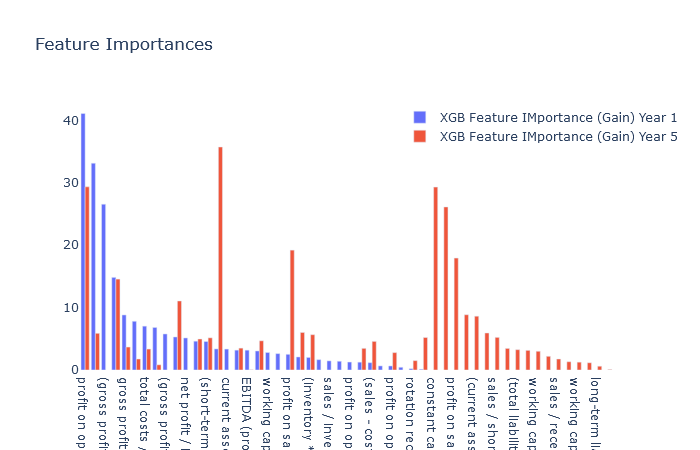 Feature Importances
XGB Feature IMportance (Gain) Year 1
XGB Feature IMportance (Gain) Year 5
40
30
20
10
0
profit on op
(gross profi
gross profit
total costs /
(gross profi
net profit /
(short-term
current asse
EBITDA (pro
working cap
profit on sa
(inventory *
sales / inve
profit on op
(sales - cos
profit on op
rotation rec
constant ca
profit on sa
(current ass
sales / shor
(total liabilit
working cap
sales / rece
working cap
long-term li